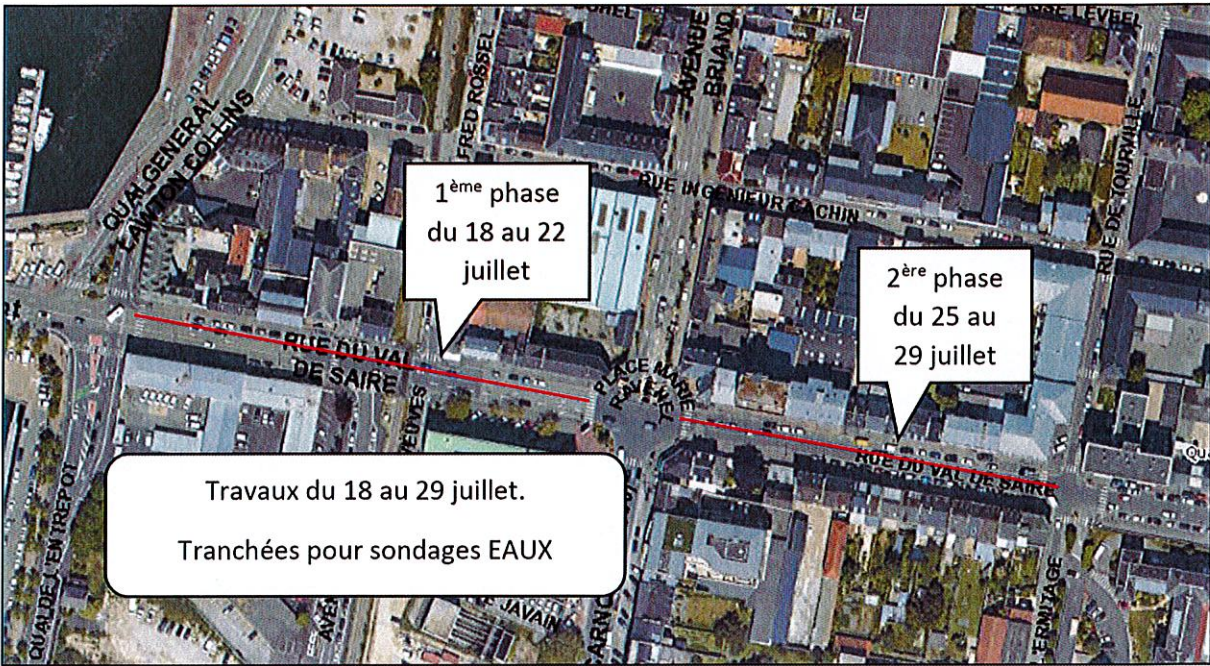 QUAI GENERAL
LAWTON COLLINS
FRED ROSSEL
AVENUE
BRIAND
RUE INGENIEUR CACHIN
RUE DE TOURVILLE
1ème phase
du 18 au 22
juillet
2ère phase
du 25 au
29 juillet
RUE DU VAL
DE SAIRE
PLACE MARIE
RAVENEL
RUE DU VAL DE SAIRE
Travaux du 18 au 29 juillet.
Tranchées pour sondages EAUX
QUAI DE L'ENTREPOT
JAVAIN
ERMITAGE